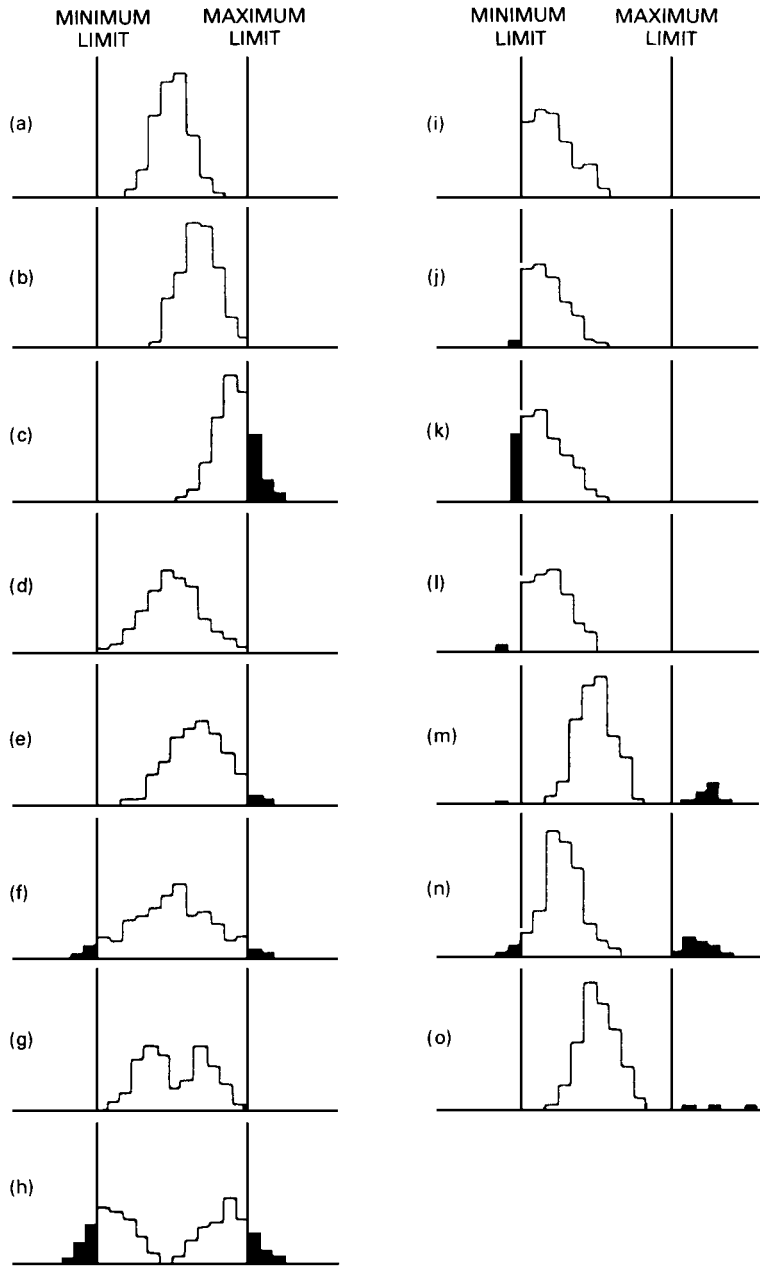 MINIMUM LIMIT
MAXIMUM LIMIT
(a)
(b)
(c)
(d)
(e)
(f)
(g)
(h)
MINIMUM LIMIT
MAXIMUM LIMIT
(i)
(j)
(k)
(l)
(m)
(n)
(o)